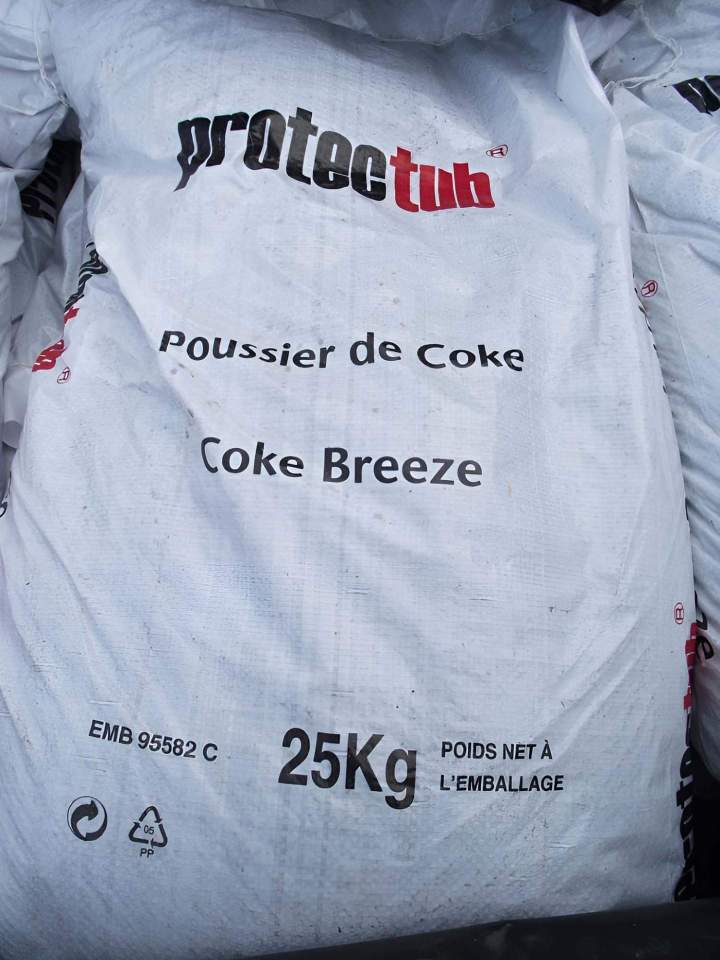 protectub®
Poussier de Coke
Coke Breeze
EMB 95582 C
25Kg
POIDS NET À
L'EMBALLAGE
05
PP